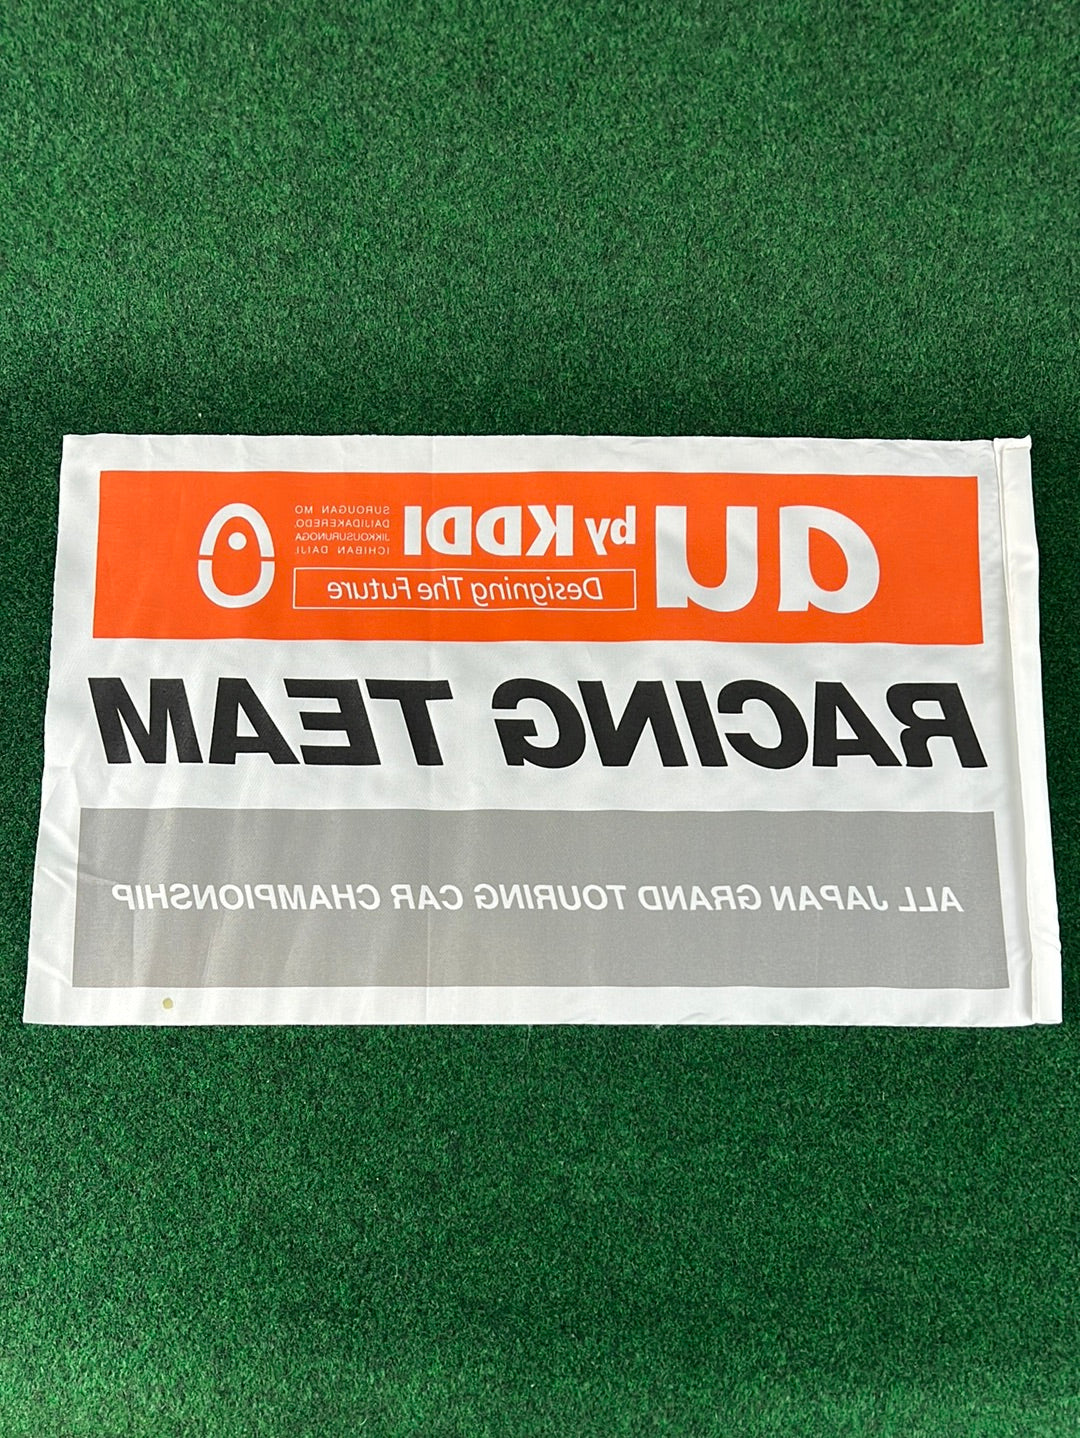 au by KDDI
SUROUGAN MO
DAIJIDAKEREDO,
JIKKOUSURUNOGA
ICHIBAN DAIJI.
Designing The Future
RACING TEAM
ALL JAPAN GRAND TOURING CAR CHAMPIONSHIP